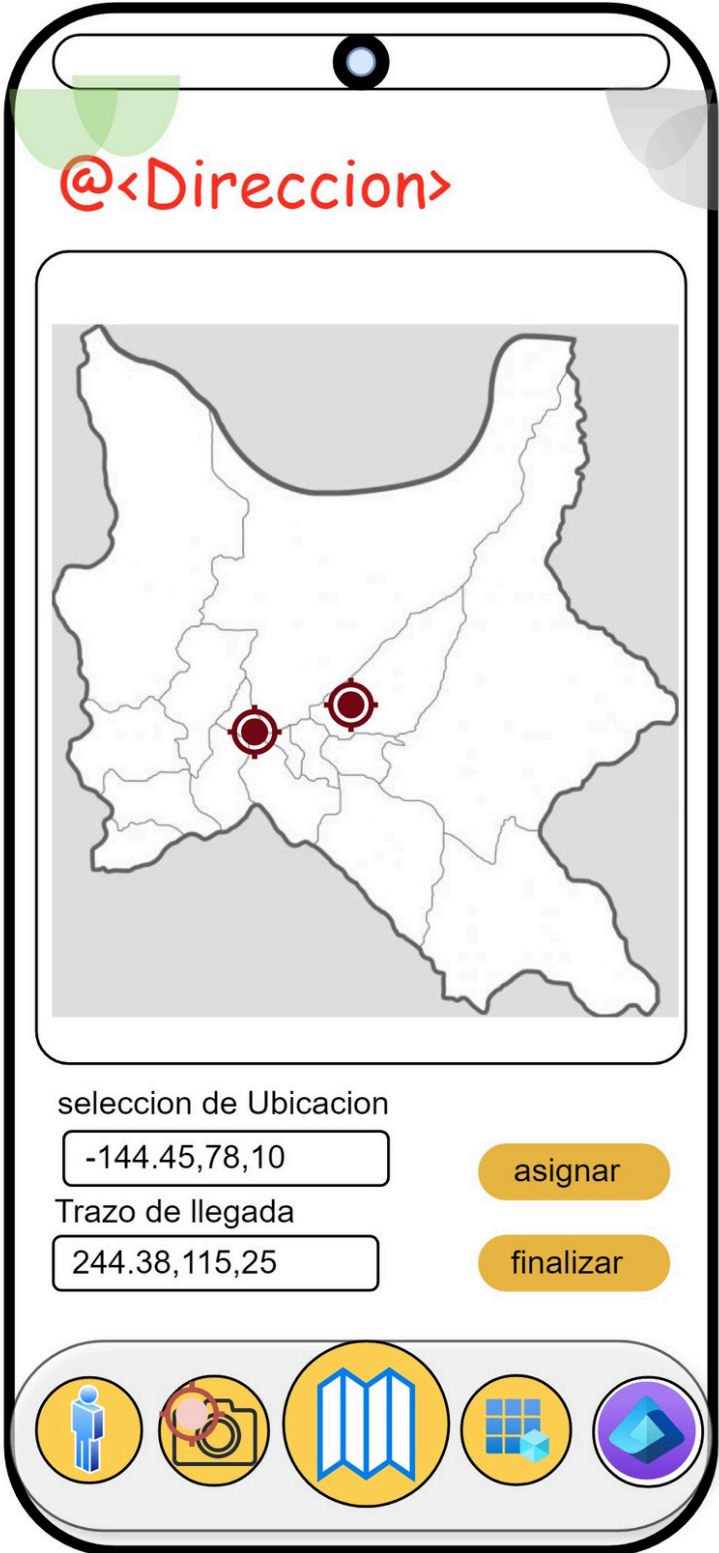 @<Direccion>
seleccion de Ubicacion
-144.45,78,10
asignar
Trazo de llegada
244.38,115,25
finalizar